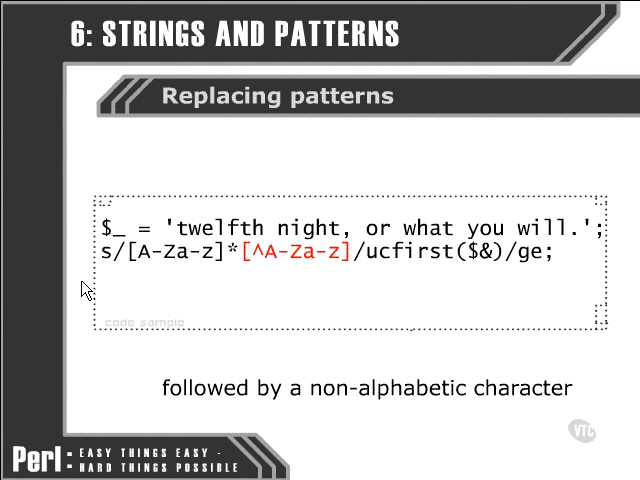 6: STRINGS AND PATTERNS
Replacing patterns
$_ = 'twelfth night, or what you will.';
s/[A-Za-z]*[^A-Za-z]/ucfirst($&)/ge;
code sample
followed by a non-alphabetic character
VTC
Perl: EASY THINGS EASY -
HARD THINGS POSSIBLE